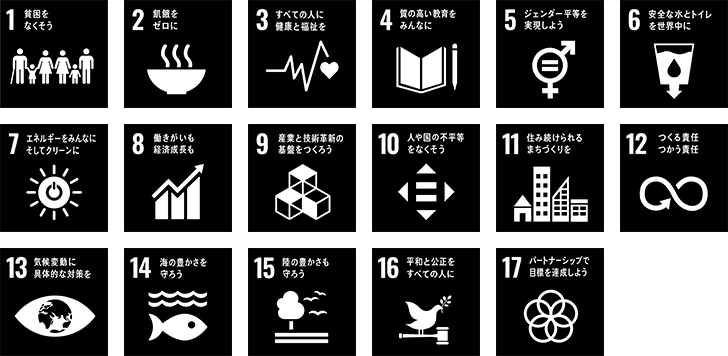 1 貧困を
なくそう
2 飢餓を
ゼロに
3 すべての人に
健康と福祉を
4 質の高い教育を
みんなに
5 ジェンダー平等を
実現しよう
6 安全な水とトイレ
を世界中に
7 エネルギーをみんなに
そしてクリーンに
8 働きがいも
経済成長も
9 産業と技術革新の
基盤をつくろう
10 人や国の不平等
をなくそう
11 住み続けられる
まちづくりを
12 つくる責任
つかう責任
13 気候変動に
具体的な対策を
14 海の豊かさを
守ろう
15 陸の豊かさも
守ろう
16 平和と公正を
すべての人に
17 パートナーシップで
目標を達成しよう